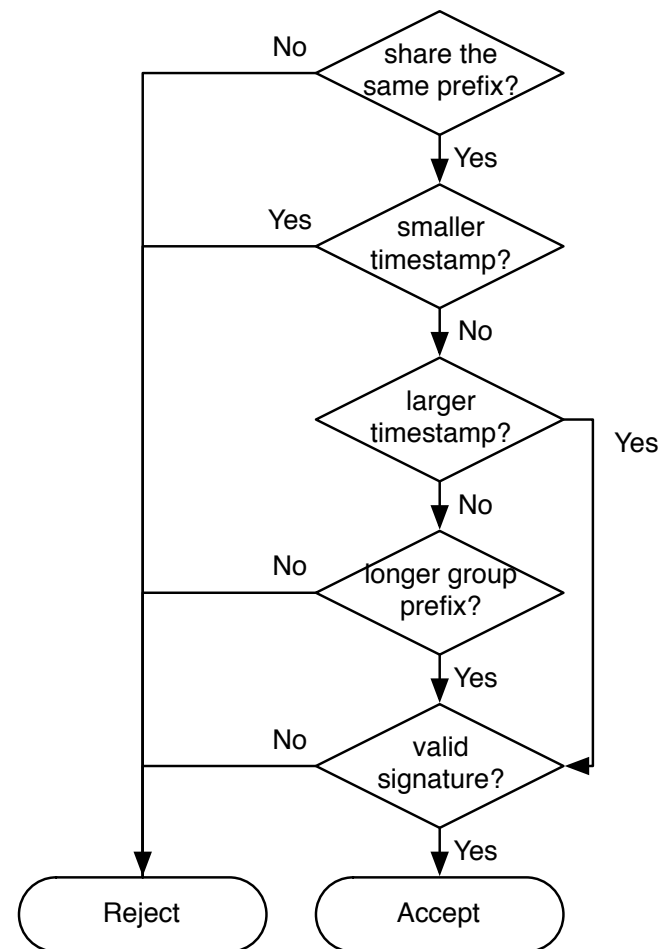 No
share the
same prefix?
Yes
Yes
smaller
timestamp?
No
larger
timestamp?
Yes
No
No
longer group
prefix?
Yes
No
valid
signature?
Yes
Reject
Accept